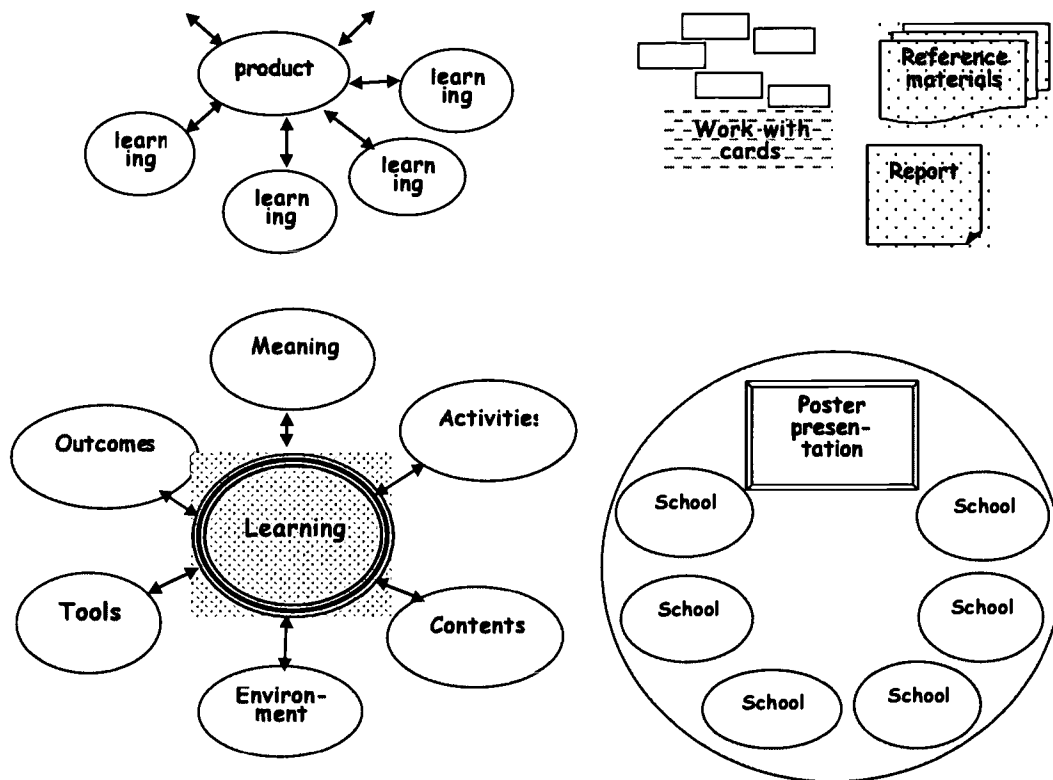 product
learn
ing
learn
ing
learn
ing
learn
ing
Work with
cards
Reference
materials
Report
Meaning
Activities
Outcomes
Learning
Tools
Contents
Environ-
ment
Poster
presen-
tation
School
School
School
School
School
School